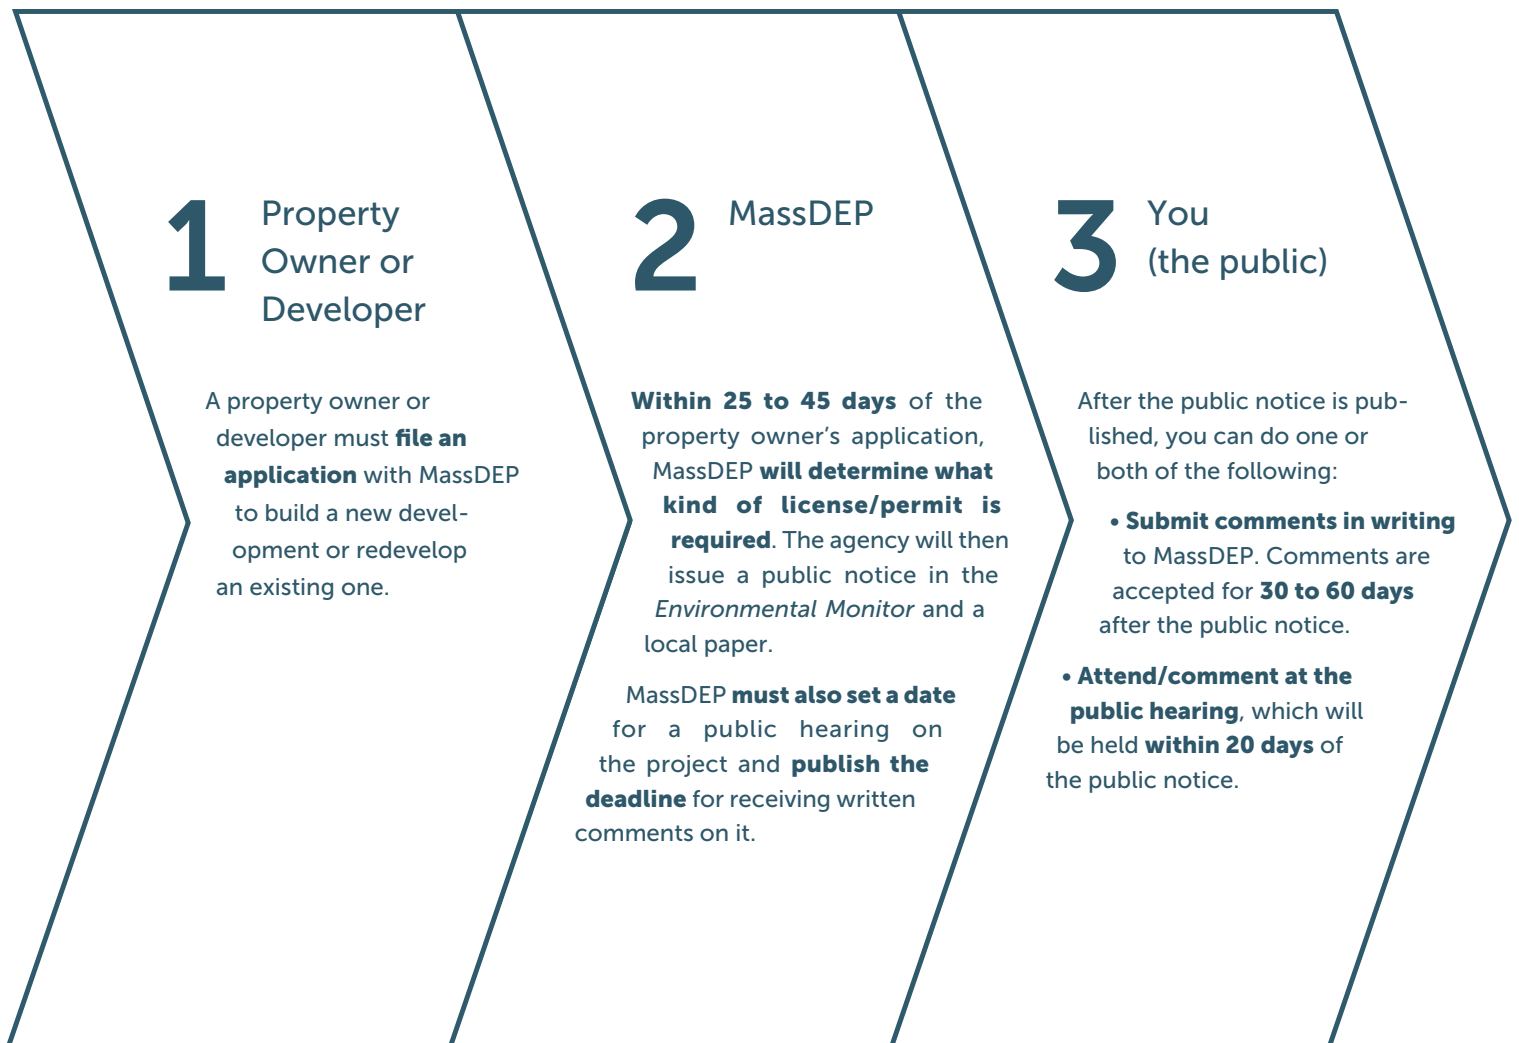 1
Property
Owner or
Developer
A property owner or
developer must file an
application with MassDEP
to build a new devel-
opment or redevelop
an existing one.
2
MassDEP
Within 25 to 45 days of the
property owner’s application,
MassDEP will determine what
kind of license/permit is
required. The agency will then
issue a public notice in the
Environmental Monitor and a
local paper.
MassDEP must also set a date
for a public hearing on
the project and publish the
deadline for receiving written
comments on it.
3
You
(the public)
After the public notice is pub-
lished, you can do one or
both of the following:
• Submit comments in writing
to MassDEP. Comments are
accepted for 30 to 60 days
after the public notice.
• Attend/comment at the
public hearing, which will
be held within 20 days of
the public notice.